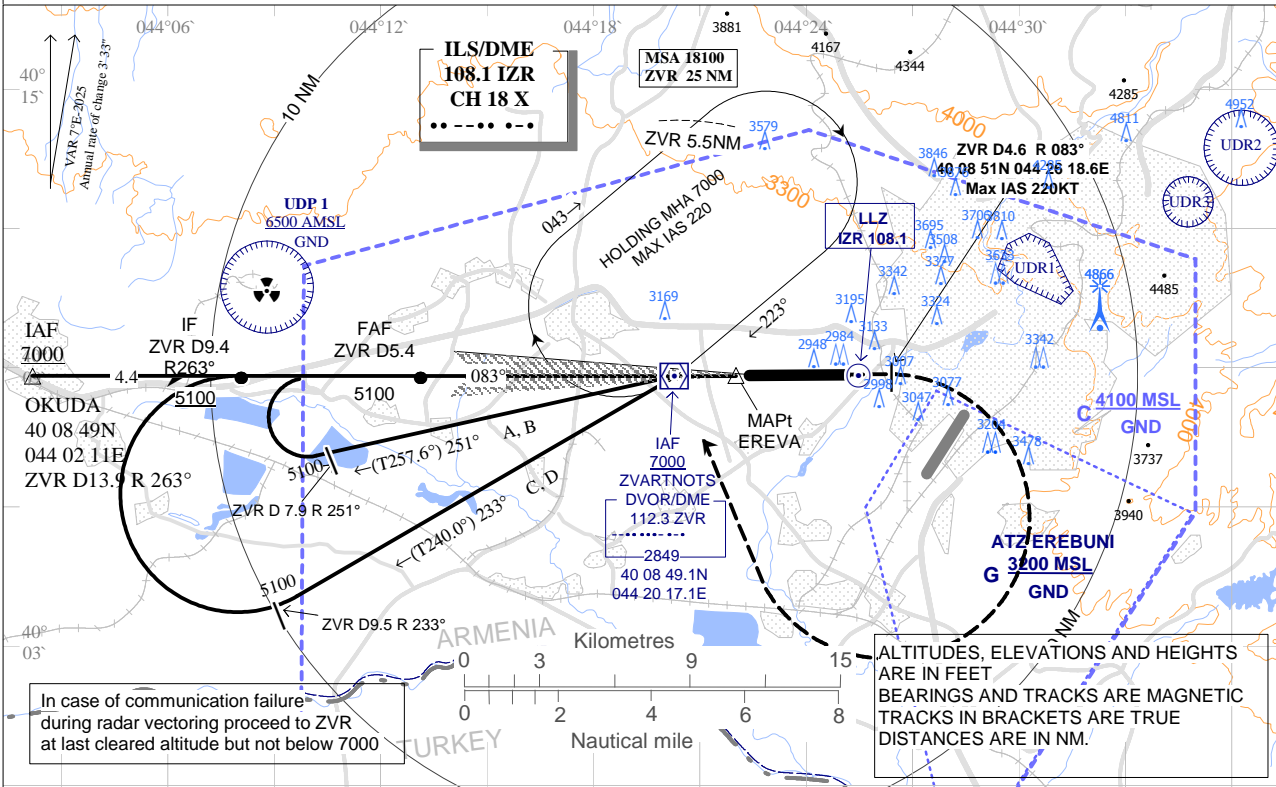 044°06
044°12
044°18
044°24
044°30
40°
15'
VAR 7°E-2025
Annual rate of change 3' 33"
10 NM
ILS/DME
108.1 IZR
CH 18 X
MSA 18100
ZVR 25 NM
3881
4167
4344
4285
4811
4952
UDR2
UDR3
UDR1
4000
3300
3579
3846
ZVR 5.5NM
ZVR D4.6 R 083°
40 08 51N 044 26 18.6E
Max IAS 220KT
HOLDING MHA 7000
MAX IAS 220
043→
←223°
UDP 1
6500 AMSL
GND
LLZ
IZR 108.1
3695
3508
3377
3342
3324
3195
3133
2984
2948
2998
3047
3077
3169
4866
4485
3342
3204
3478
3737
3940
IAF
7000
4.4
IF
ZVR D9.4
R263°
5100
FAF
ZVR D5.4
5100
083°
OKUDA
40 08 49N
044 02 11E
ZVR D13.9 R 263°
MAPt
EREVA
A, B
5100
←(T257.6°) 251°
ZVR D 7.9 R 251°
C, D
←(T240.0°) 233°
5100
ZVR D9.5 R 233°
IAF
7000
ZVARTNOTS
DVOR/DME
112.3 ZVR
2849
40 08 49.1N
044 20 17.1E
C 4100 MSL
GND
ATZ EREBUNI
G 3200 MSL
GND
40°
03'
ARMENIA
TURKEY
Kilometres
0 3 9 15
0 2 4 6 8
Nautical mile
In case of communication failure
during radar vectoring proceed to ZVR
at last cleared altitude but not below 7000
ALTITUDES, ELEVATIONS AND HEIGHTS
ARE IN FEET
BEARINGS AND TRACKS ARE MAGNETIC
TRACKS IN BRACKETS ARE TRUE
DISTANCES ARE IN NM.